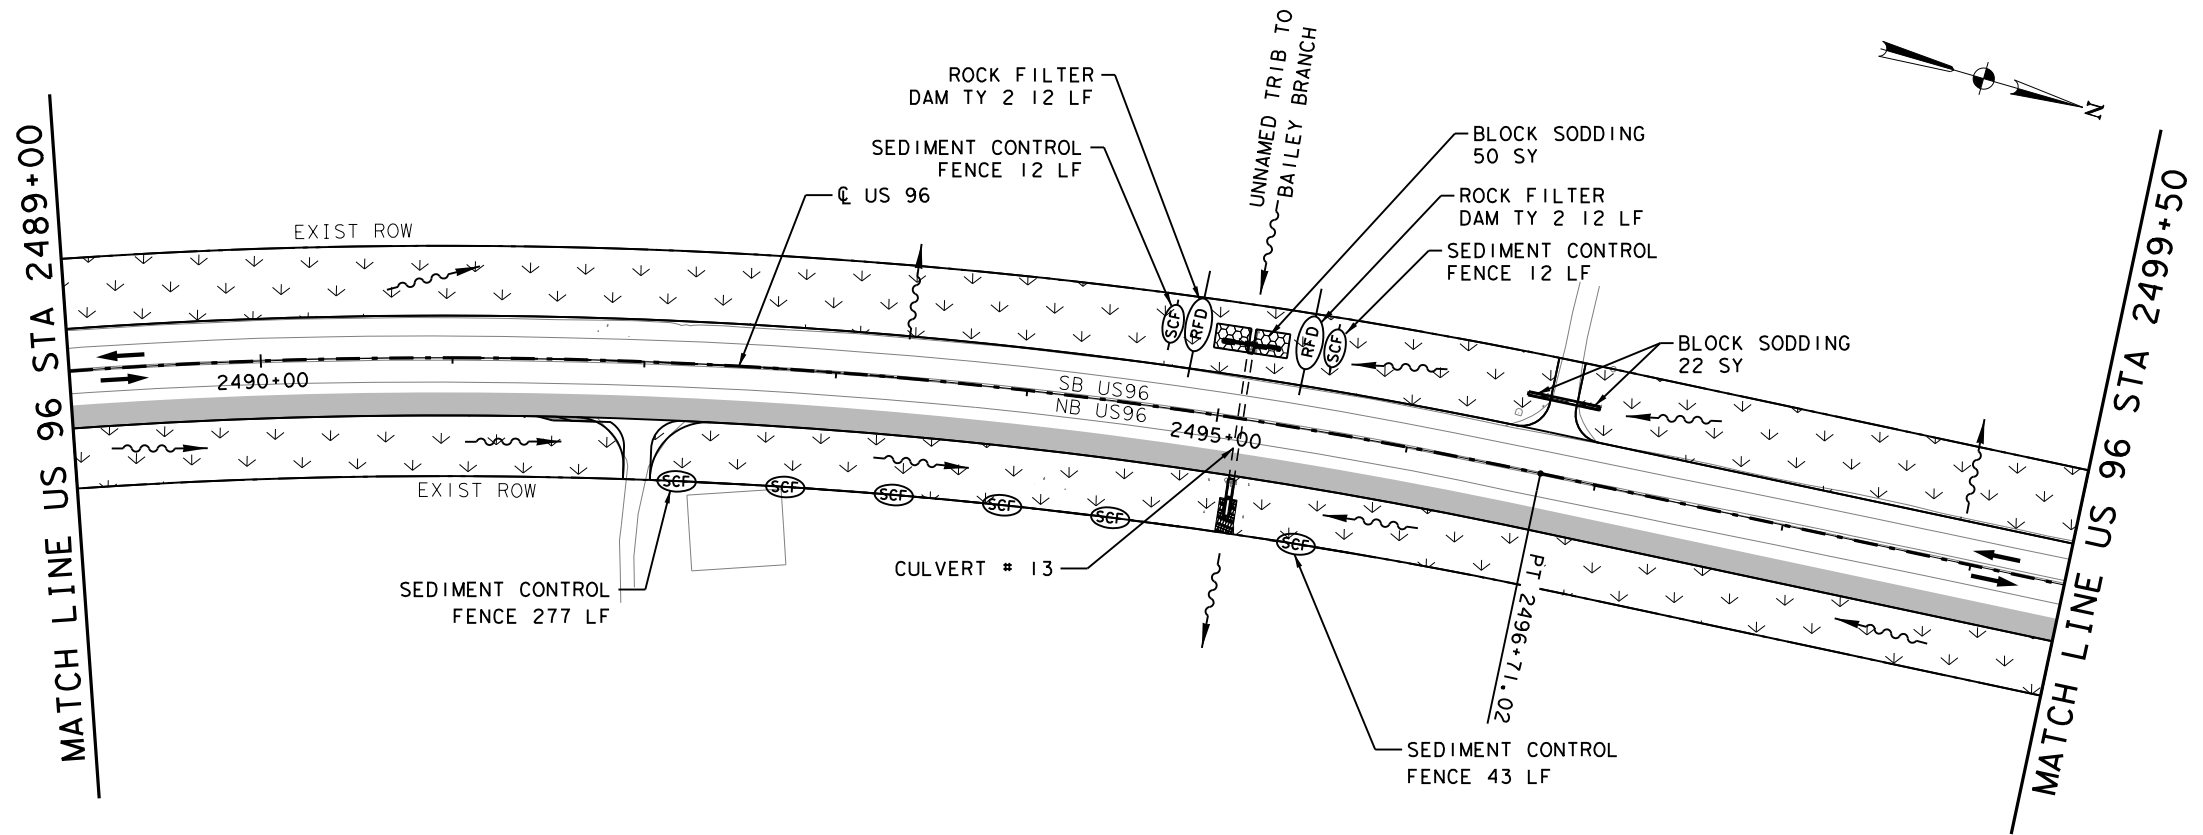 MATCH LINE US 96 STA 2489+00
ROCK FILTER
DAM TY 2 12 LF
SEDIMENT CONTROL
FENCE 12 LF
℄ US 96
EXIST ROW
UNNAMED TRIB TO
BAILEY BRANCH
BLOCK SODDING
50 SY
ROCK FILTER
DAM TY 2 12 LF
SEDIMENT CONTROL
FENCE 12 LF
N
BLOCK SODDING
22 SY
SCF
RFD
RFD
SCF
2490+00
SB US96
NB US96
2495+00
EXIST ROW
SCF
SCF
SCF
SCF
SCF
SCF
CULVERT # 13
SEDIMENT CONTROL
FENCE 277 LF
PT 2496+71.02
SEDIMENT CONTROL
FENCE 43 LF
MATCH LINE US 96 STA 2499+50